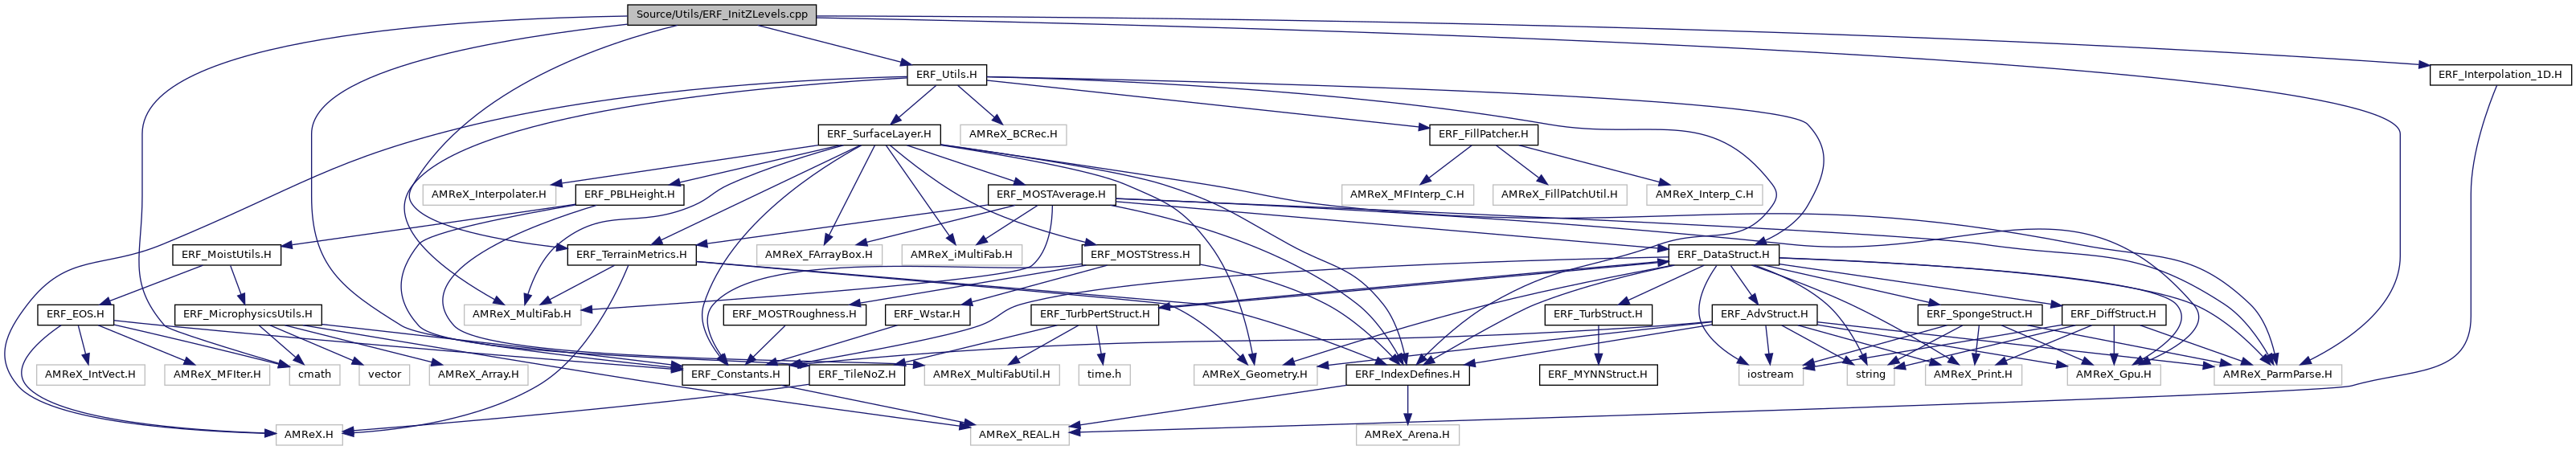 Source/Utils/ERF_InitZLevels.cpp
ERF_Utils.H
ERF_Interpolation_1D.H
ERF_SurfaceLayer.H
AMReX_BCRec.H
ERF_FillPatcher.H
AMReX_Interpolater.H
ERF_PBLHeight.H
ERF_MOSTAverage.H
AMReX_MFInterp_C.H
AMReX_FillPatchUtil.H
AMReX_Interp_C.H
ERF_MoistUtils.H
ERF_TerrainMetrics.H
AMReX_FArrayBox.H
AMReX_iMultiFab.H
ERF_MOSTStress.H
ERF_DataStruct.H
ERF_EOS.H
ERF_MicrophysicsUtils.H
AMReX_MultiFab.H
ERF_MOSTRoughness.H
ERF_Wstar.H
ERF_TurbPertStruct.H
ERF_TurbStruct.H
ERF_AdvStruct.H
ERF_SpongeStruct.H
ERF_DiffStruct.H
AMReX_IntVect.H
AMReX_MFIter.H
cmath
vector
AMReX_Array.H
ERF_Constants.H
ERF_TileNoZ.H
AMReX_MultiFabUtil.H
time.h
AMReX_Geometry.H
ERF_IndexDefines.H
ERF_MYNNStruct.H
iostream
string
AMReX_Print.H
AMReX_Gpu.H
AMReX_ParmParse.H
AMReX.H
AMReX_REAL.H
AMReX_Arena.H